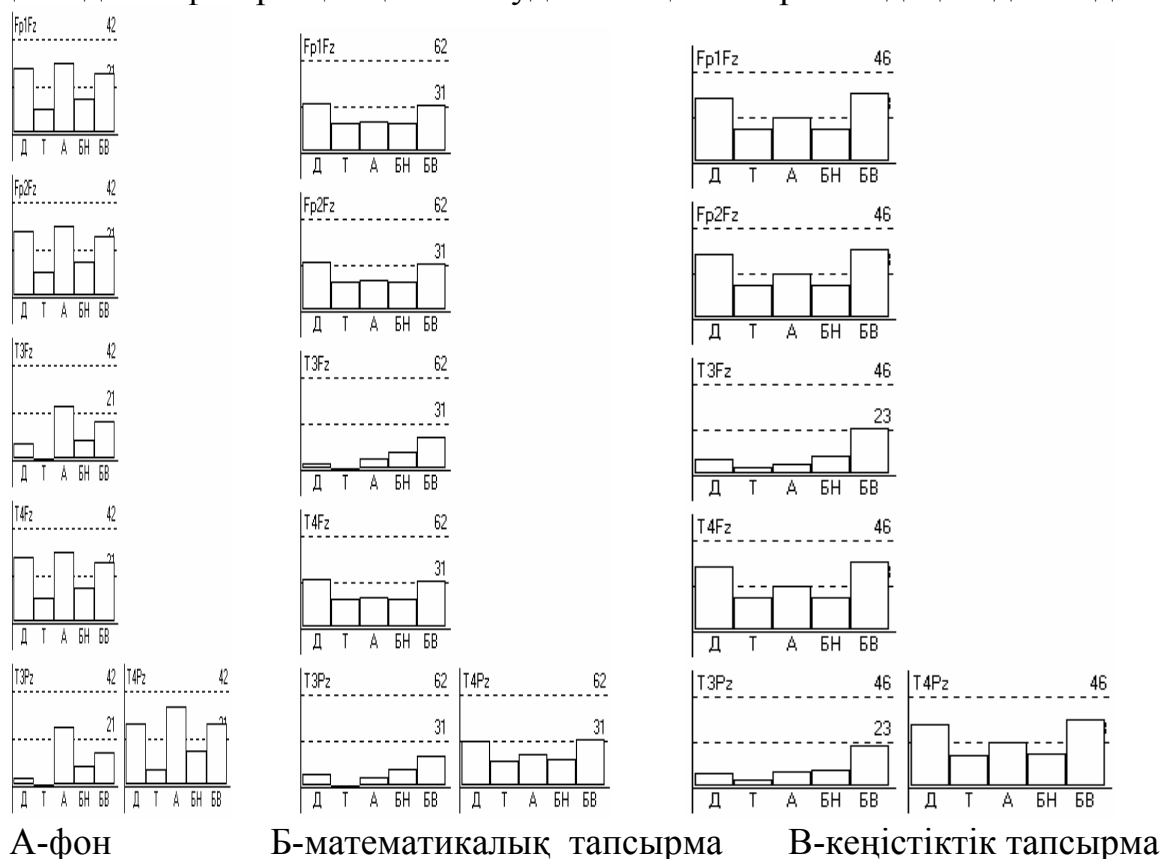 Fp1Fz 42
21
Д Т А БН БВ
Fp2Fz 42
21
Д Т А БН БВ
T3Fz 42
21
Д Т А БН БВ
T4Fz 42
21
Д Т А БН БВ
T3Pz 42
21
Д Т А БН БВ
T4Pz 42
21
Д Т А БН БВ
Fp1Fz 62
31
Д Т А БН БВ
Fp2Fz 62
31
Д Т А БН БВ
T3Fz 62
31
Д Т А БН БВ
T4Fz 62
31
Д Т А БН БВ
T3Pz 62
31
Д Т А БН БВ
T4Pz 62
31
Д Т А БН БВ
Fp1Fz 46
Д Т А БН БВ
Fp2Fz 46
Д Т А БН БВ
T3Fz 46
23
Д Т А БН БВ
T4Fz 46
Д Т А БН БВ
T3Pz 46
23
Д Т А БН БВ
T4Pz 46
Д Т А БН БВ
А-фон Б-математикалық тапсырма В-кеңістіктік тапсырма